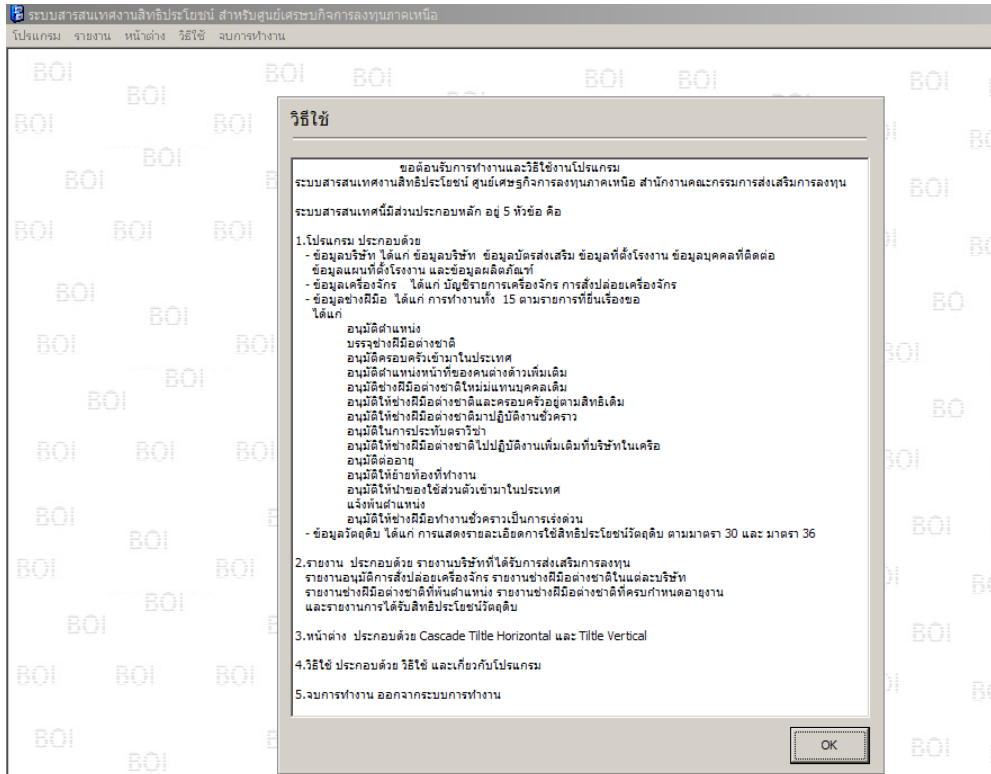 ระบบสารสนเทศงานสิทธิประโยชน์ สำหรับศูนย์เศรษบกิจการลงทุนภาคเหนือ
โปรแกรม รายงาน หน้าต่าง วิธีใช้ จบการทำงาน
วิธีใช้
ขอต้อนรับการทำงานและวิธีใช้งานโปรแกรม
ระบบสารสนเทศงานสิทธิประโยชน์ ศูนย์เศษฐกิจการลงทุนภาคเหนือ สำนักงานคณะกรรมการส่งเสริมการลงทุน
ระบบสารสนเทศนี้มีส่วนประกอบหลัก อยู่ 5 หัวข้อ คือ
1.โปรแกรม ประกอบด้วย
- ข้อมูลบริษัท ได้แก่ ข้อมูลบริษัท ข้อมูลบัตรส่งเสริม ข้อมูลที่ตั้งโรงงาน ข้อมูลบุคคลที่ติดต่อ
ข้อมูลแผนที่ตั้งโรงงาน และข้อมูลผลิตภัณฑ์
- ข้อมูลเครื่องจักร ได้แก่ บัญชีรายการเครื่องจักร การสั่งปล่อยเครื่องจักร
- ข้อมูลช่างฝีมือ ได้แก่ การทำงานทั้ง 15 ตามรายการที่ยื่นเรื่องขอ
ได้แก่
อนุมัติตำแหน่ง
บรรจุช่างฝีมือต่างชาติ
อนุมัติครอบครัวเข้ามาในประเทศ
อนุมัติตำแหน่งหน้าที่ของคนต่างด้าวเพิ่มเติม
อนุมัติช่างฝีมือต่างชาติใหม่มแทนบุคคลเดิม
อนุมัติให้ช่างฝีมือต่างชาติและครอบครัวอยู่ตามสิทธิเดิม
อนุมัติให้ช่างฝีมือต่างชาติมาปฏิบัติงานชั่วคราว
อนุมัติในการประทับตราวีซ่า
อนุมัติให้ช่างฝีมือต่างชาติไปปฏิบัติงานเพิ่มเติมที่บริษัทในเครือ
อนุมัติต่ออายุ
อนุมัติให้ย้ายท้องที่ทำงาน
อนุมัติให้นำของใช้ส่วนตัวเข้ามาในประเทศ
แจ้งพ้นตำแหน่ง
อนุมัติให้ช่างฝีมือทำงานชั่วคราวเป็นการเร่งด่วน
- ข้อมูลวัตถุดิบ ได้แก่ การแสดงรายละเอียดการใช้สิทธิประโยชน์วัตถุดิบ ตามมาตรา 30 และ มาตรา 36
2.รายงาน ประกอบด้วย รายงานบริษัทที่ได้รับการส่งเสริมการลงทุน
รายงานอนุมัติการสั่งปล่อยเครื่องจักร รายงานช่างฝีมือต่างชาติในแต่ละบริษัท
รายงานช่างฝีมือต่างชาติที่พ้นตำแหน่ง รายงานช่างฝีมือต่างชาติที่ครบกำหนดอายุงาน
และรายงานการได้รับสิทธิประโยชน์วัตถุดิบ
3.หน้าต่าง ประกอบด้วย Cascade Tiltle Horizontal และ Tiltle Vertical
4.วิธีใช้ ประกอบด้วย วิธีใช้ และเกี่ยวกับโปรแกรม
5.จบการทำงาน ออกจากระบบการทำงาน
OK